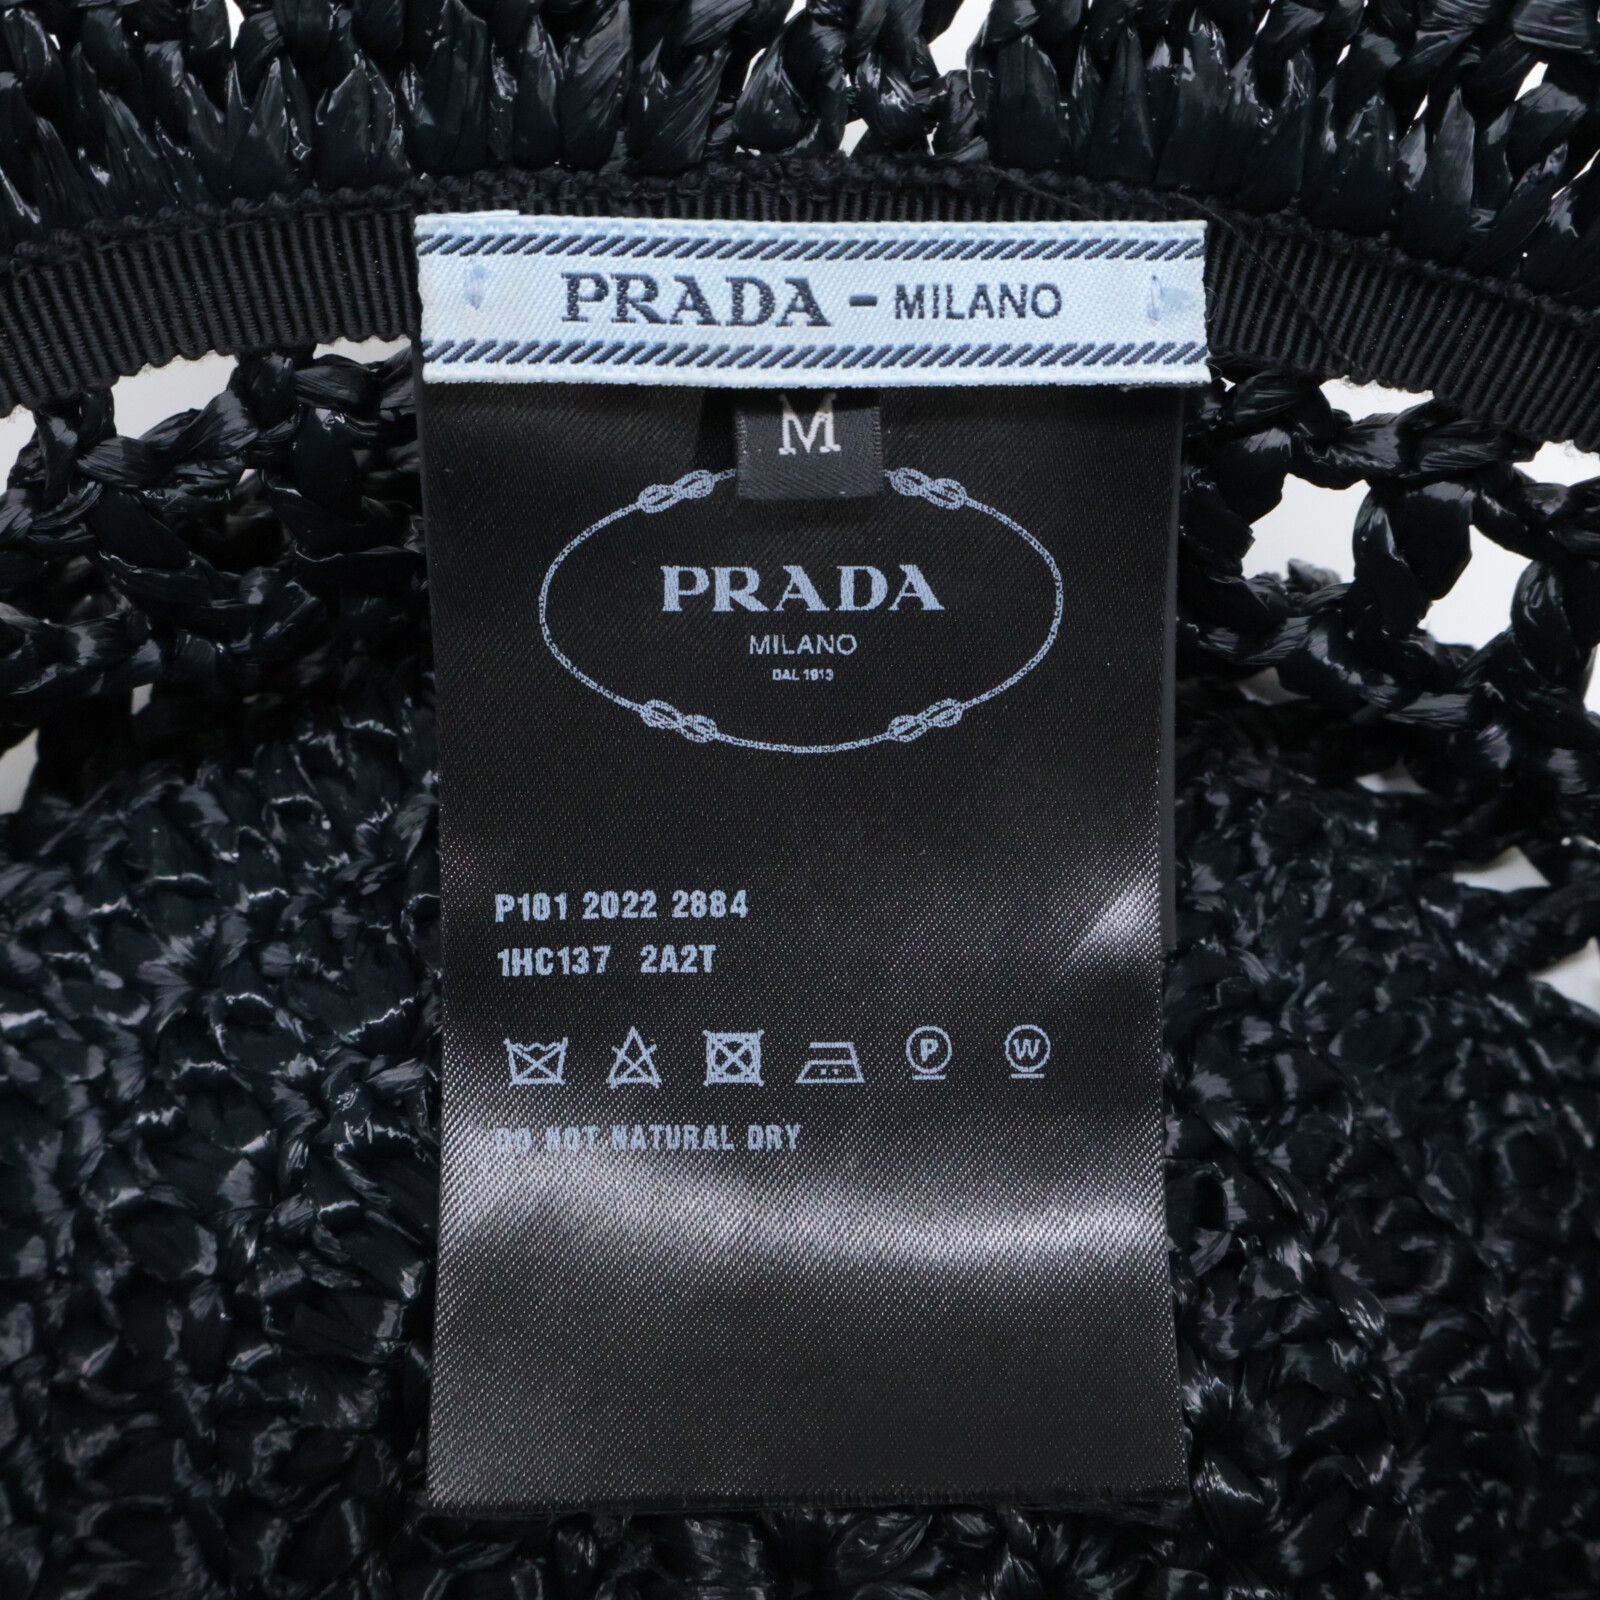 PRADA - MILANO
M
PRADA
MILANO
DAL 1913
P101 2022 2884
1HC137 2A2T
P W
DO NOT NATURAL DRY